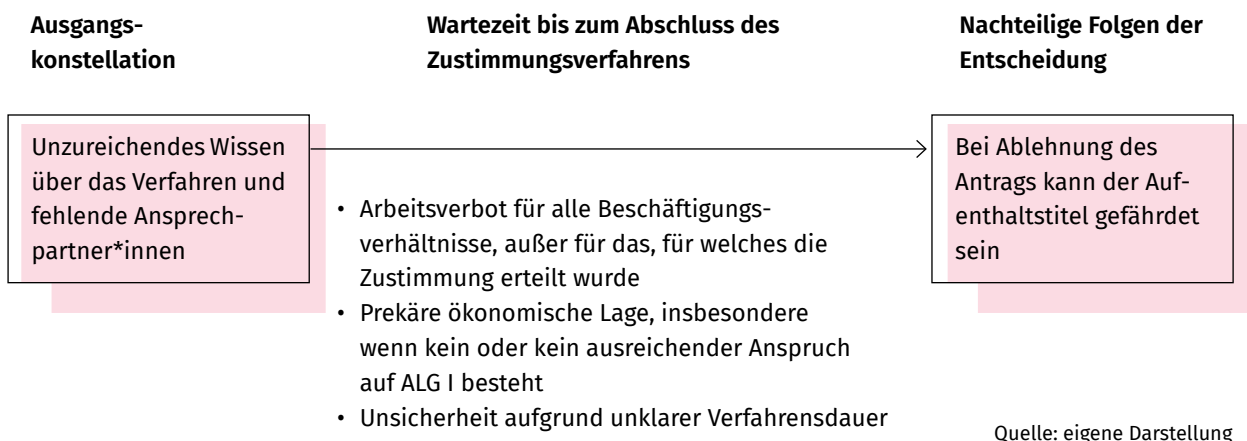 Ausgangs-
konstellation
Wartezeit bis zum Abschluss des
Zustimmungsverfahrens
Nachteilige Folgen der
Entscheidung
Unzureichendes Wissen
über das Verfahren und
fehlende Ansprech-
partner*innen
• Arbeitsverbot für alle Beschäftigungs-
verhältnisse, außer für das, für welches die
Zustimmung erteilt wurde
• Prekäre ökonomische Lage, insbesondere
wenn kein oder kein ausreichender Anspruch
auf ALG I besteht
• Unsicherheit aufgrund unklarer Verfahrensdauer
Bei Ablehnung des
Antrags kann der Auf-
enthaltstitel gefährdet
sein
Quelle: eigene Darstellung